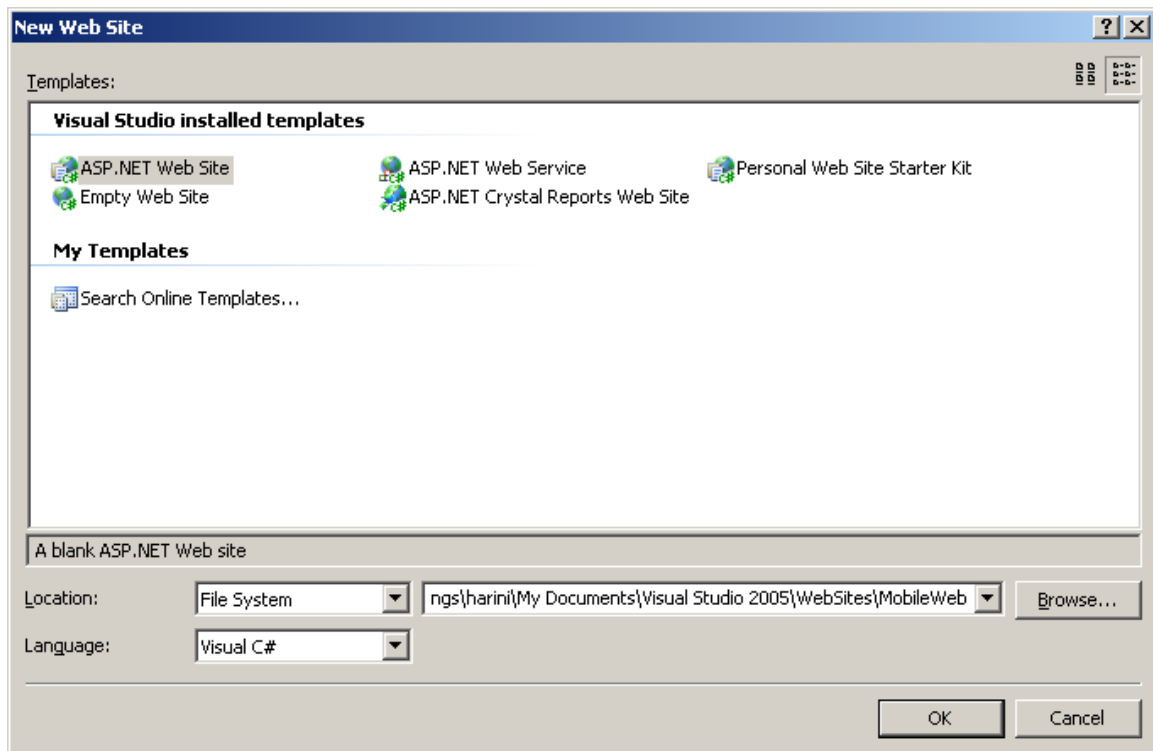 New Web Site
Templates:
Visual Studio installed templates
ASP.NET Web Site
ASP.NET Web Service
Personal Web Site Starter Kit
Empty Web Site
ASP.NET Crystal Reports Web Site
My Templates
Search Online Templates...
A blank ASP.NET Web site
Location:
File System
ngs\harini\My Documents\Visual Studio 2005\WebSites\MobileWeb
Browse...
Language:
Visual C#
OK
Cancel